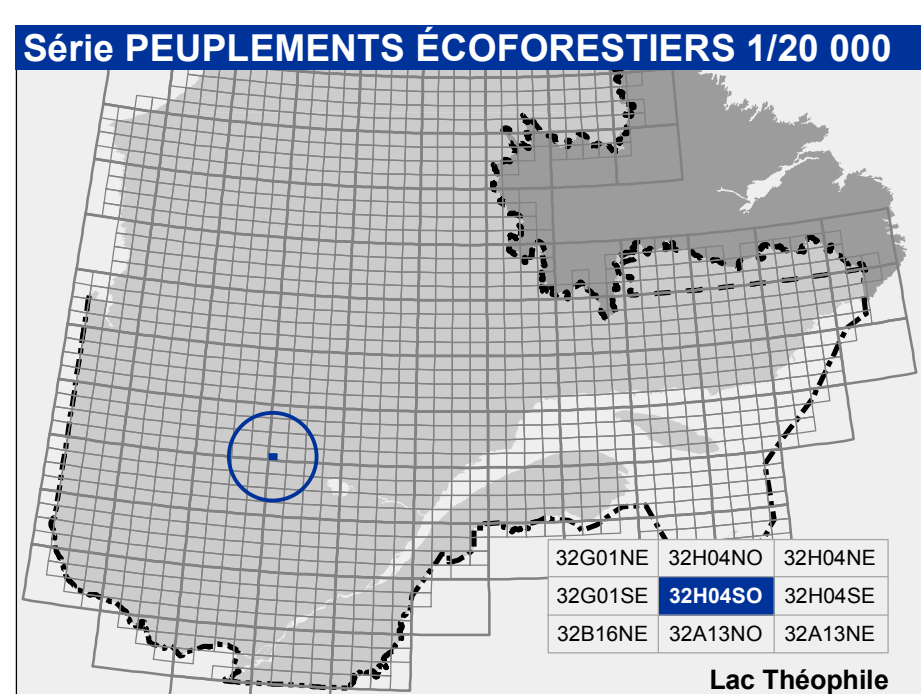 Série PEUPLEMENTS ÉCOFORESTIERS 1/20 000
32G01NE 32H04NO 32H04NE
32G01SE 32H04SO 32H04SE
32B16NE 32A13NO 32A13NE
Lac Théophile